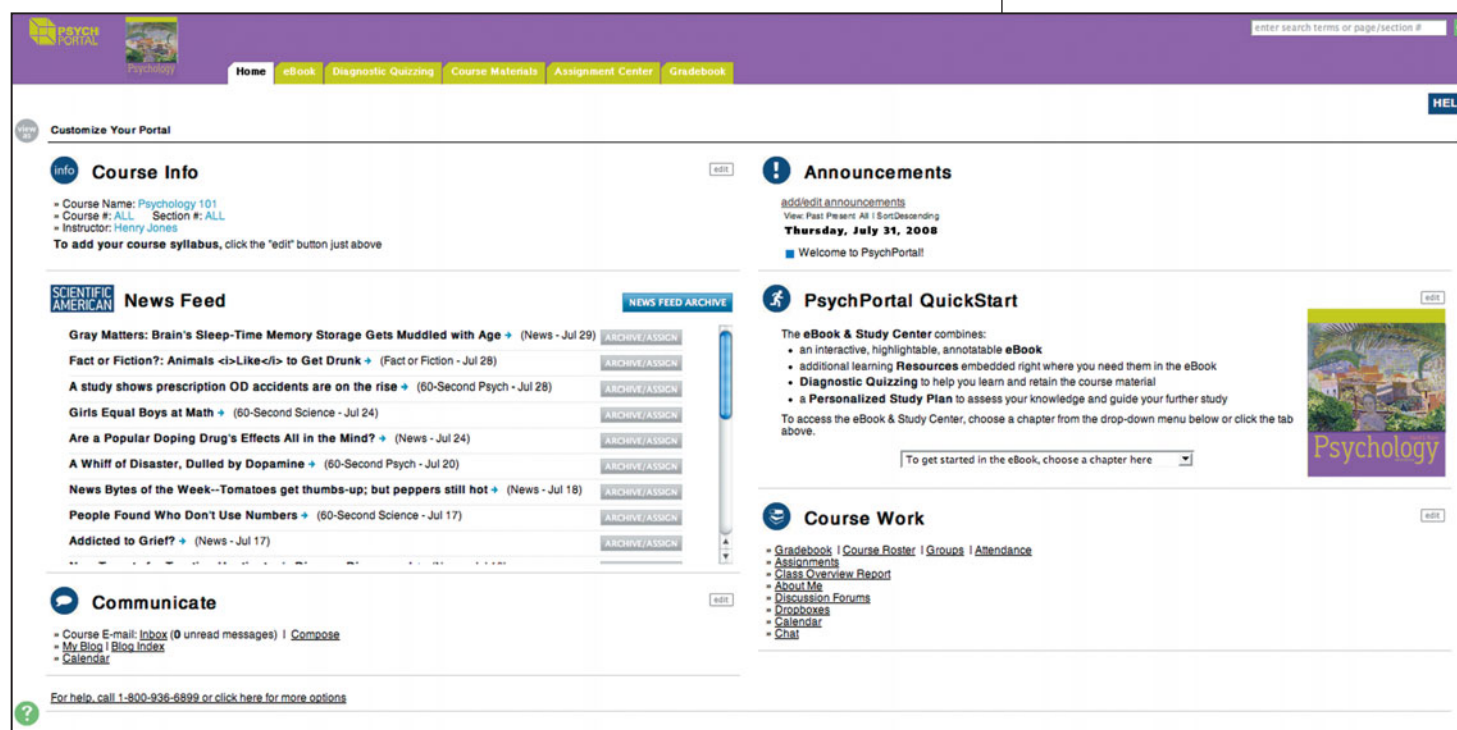 PSYCH
PORTAL
Psychology
enter search terms or page/section #
Home eBook Diagnostic Quizzing Course Materials Assignment Center Gradebook
HEL
view as
Customize Your Portal
info Course Info edit
» Course Name: Psychology 101
» Course #: ALL Section #: ALL
» Instructor: Henry Jones
To add your course syllabus, click the "edit" button just above
SCIENTIFIC
AMERICAN
News Feed NEWS FEED ARCHIVE
Gray Matters: Brain's Sleep-Time Memory Storage Gets Muddled with Age → (News - Jul 29) ARCHIVE/ASSIGN
Fact or Fiction?: Animals <i>Like</i> to Get Drunk → (Fact or Fiction - Jul 28) ARCHIVE/ASSIGN
A study shows prescription OD accidents are on the rise → (60-Second Psych - Jul 28) ARCHIVE/ASSIGN
Girls Equal Boys at Math → (60-Second Science - Jul 24) ARCHIVE/ASSIGN
Are a Popular Doping Drug's Effects All in the Mind? → (News - Jul 24) ARCHIVE/ASSIGN
A Whiff of Disaster, Dulled by Dopamine → (60-Second Psych - Jul 20) ARCHIVE/ASSIGN
News Bytes of the Week--Tomatoes get thumbs-up; but peppers still hot → (News - Jul 18) ARCHIVE/ASSIGN
People Found Who Don't Use Numbers → (60-Second Science - Jul 17) ARCHIVE/ASSIGN
Addicted to Grief? → (News - Jul 17) ARCHIVE/ASSIGN
Communicate edit
» Course E-mail: Inbox (0 unread messages) | Compose
» My Blog | Blog Index
» Calendar
For help, call 1-800-936-6899 or click here for more options
?
! Announcements
add/edit announcements
View: Past Present All | SortDescending
Thursday, July 31, 2008
Welcome to PsychPortal!
PsychPortal QuickStart edit
The eBook & Study Center combines:
• an interactive, highlightable, annotatable eBook
• additional learning Resources embedded right where you need them in the eBook
• Diagnostic Quizzing to help you learn and retain the course material
• a Personalized Study Plan to assess your knowledge and guide your further study
To access the eBook & Study Center, choose a chapter from the drop-down menu below or click the tab
above.
To get started in the eBook, choose a chapter here
Psychology
Course Work edit
» Gradebook | Course Roster | Groups | Attendance
» Assignments
» Class Overview Report
» About Me
» Discussion Forums
» Dropboxes
» Calendar
» Chat